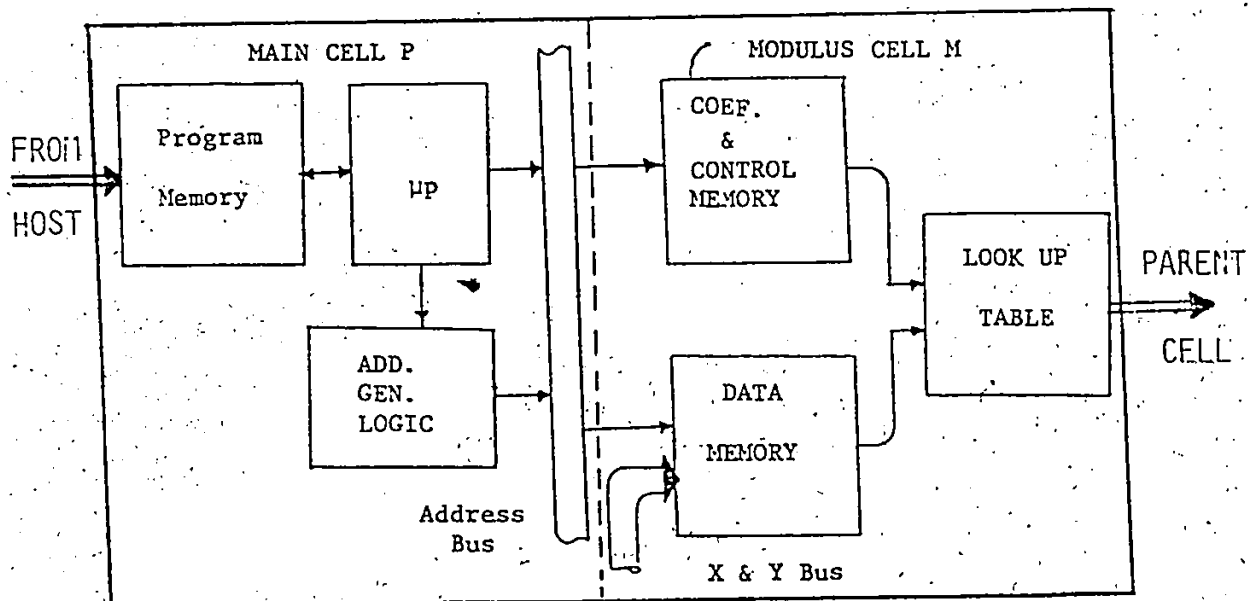 MAIN CELL P
MODULUS CELL M
FROM
HOST
Program
Memory
μp
ADD.
GEN.
LOGIC
Address
Bus
COEF.
&
CONTROL
MEMORY
DATA
MEMORY
X & Y Bus
LOOK UP
TABLE
PARENT
CELL